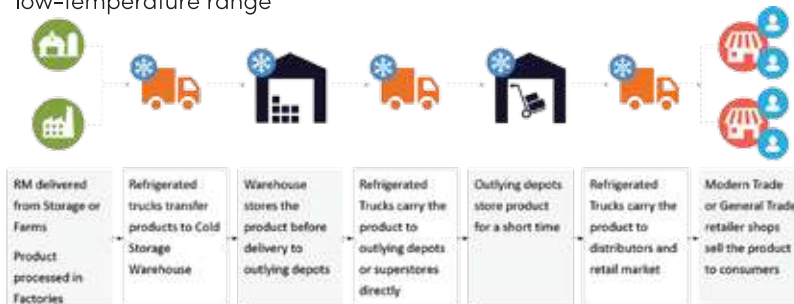 low-temperature range
RM delivered
from Storage or
Farms
Product
processed in
Factories
Refrigerated
trucks transfer
products to Cold
Storage
Warehouse
Warehouse
stores the
product before
delivery to
outlying depots
Refrigerated
Trucks carry the
product to
outlying depots
or superstores
directly
Outlying depots
store product
for a short time
Refrigerated
Trucks carry the
product to
distributors and
retail market
Modern Trade
or General Trade
retailer shops
sell the product
to consumers